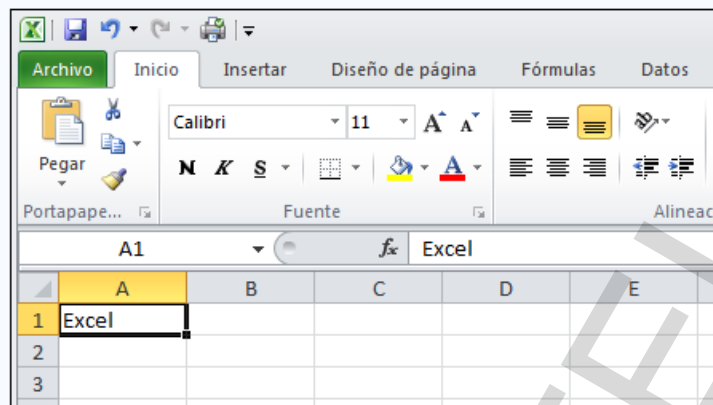 Archivo Inicio Insertar Diseño de página Fórmulas Datos
Calibri 11 A A
Pegar N K S A
Portapape... Fuente Alineac
A1 fx Excel
A B C D E
1 Excel
2
3